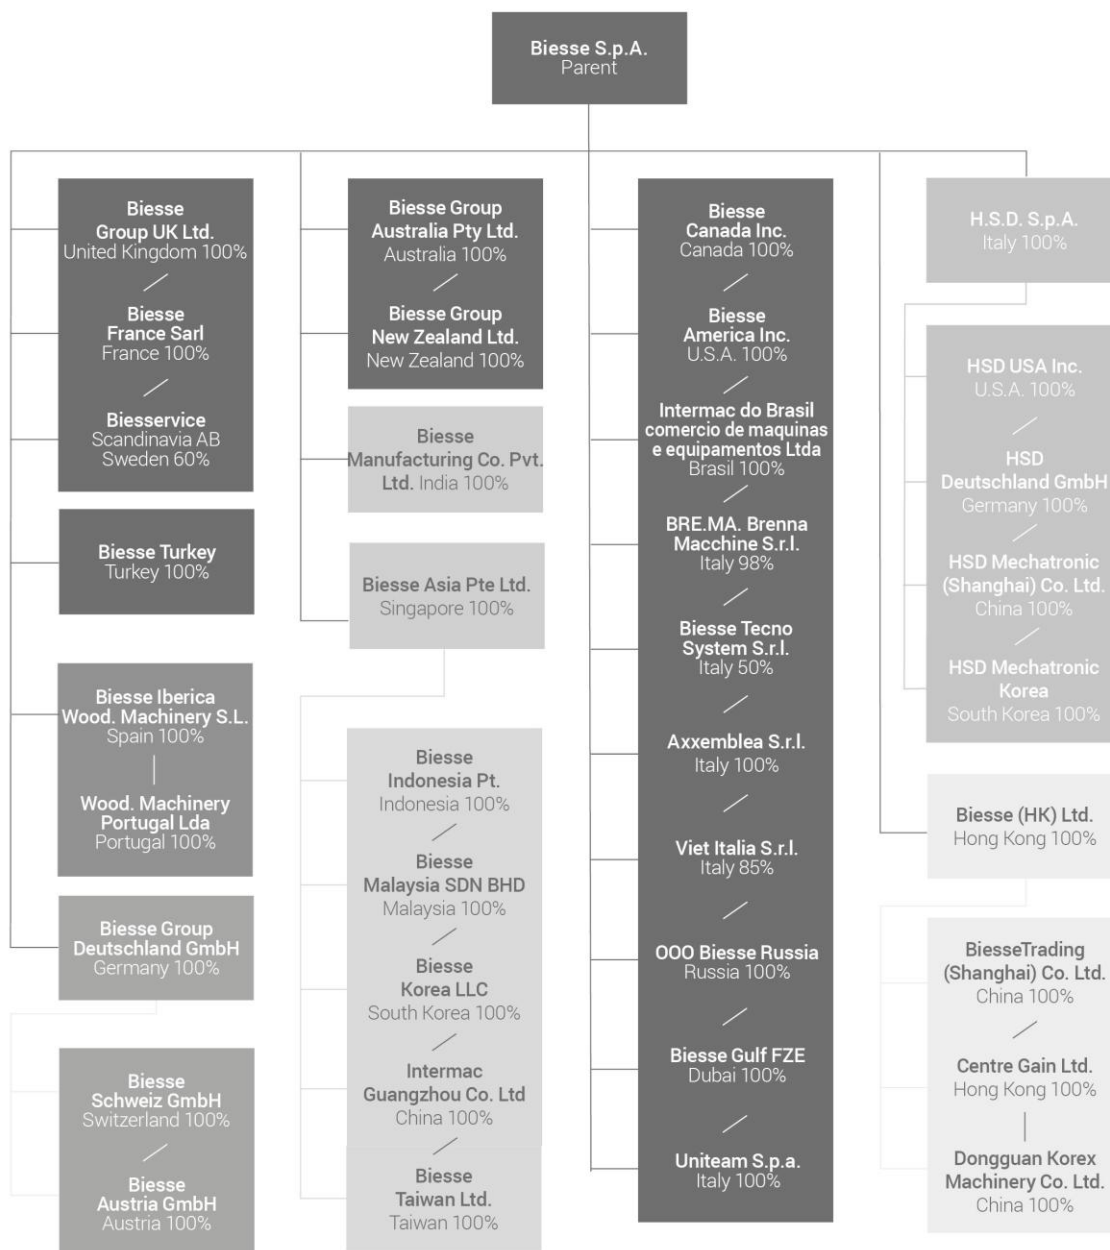 Biesse S.p.A.
Parent
Biesse
Group UK Ltd.
United Kingdom 100%
Biesse
France Sarl
France 100%
Biesservice
Scandinavia AB
Sweden 60%
Biesse Turkey
Turkey 100%
Biesse Iberica
Wood. Machinery S.L.
Spain 100%
Wood. Machinery
Portugal Lda
Portugal 100%
Biesse Group
Deutschland GmbH
Germany 100%
Biesse
Schweiz GmbH
Switzerland 100%
Biesse
Austria GmbH
Austria 100%
Biesse Group
Australia Pty Ltd.
Australia 100%
Biesse Group
New Zealand Ltd.
New Zealand 100%
Biesse
Manufacturing Co. Pvt.
Ltd. India 100%
Biesse Asia Pte Ltd.
Singapore 100%
Biesse
Indonesia Pt.
Indonesia 100%
Biesse
Malaysia SDN BHD
Malaysia 100%
Biesse
Korea LLC
South Korea 100%
Intermac
Guangzhou Co. Ltd
China 100%
Biesse
Taiwan Ltd.
Taiwan 100%
Biesse
Canada Inc.
Canada 100%
Biesse
America Inc.
U.S.A. 100%
Intermac do Brasil
comercio de maquinas
e equipamentos Ltda
Brasil 100%
BRE.MA. Brenna
Macchine S.r.l.
Italy 98%
Biesse Tecno
System S.r.l.
Italy 50%
Axxemblea S.r.l.
Italy 100%
Viet Italia S.r.l.
Italy 85%
OOO Biesse Russia
Russia 100%
Biesse Gulf FZE
Dubai 100%
Uniteam S.p.a.
Italy 100%
H.S.D. S.p.A.
Italy 100%
HSD USA Inc.
U.S.A. 100%
HSD
Deutschland GmbH
Germany 100%
HSD Mechatronic
(Shanghai) Co. Ltd.
China 100%
HSD Mechatronic
Korea
South Korea 100%
Biesse (HK) Ltd.
Hong Kong 100%
BiesseTrading
(Shanghai) Co. Ltd.
China 100%
Centre Gain Ltd.
Hong Kong 100%
Dongguan Korex
Machinery Co. Ltd.
China 100%